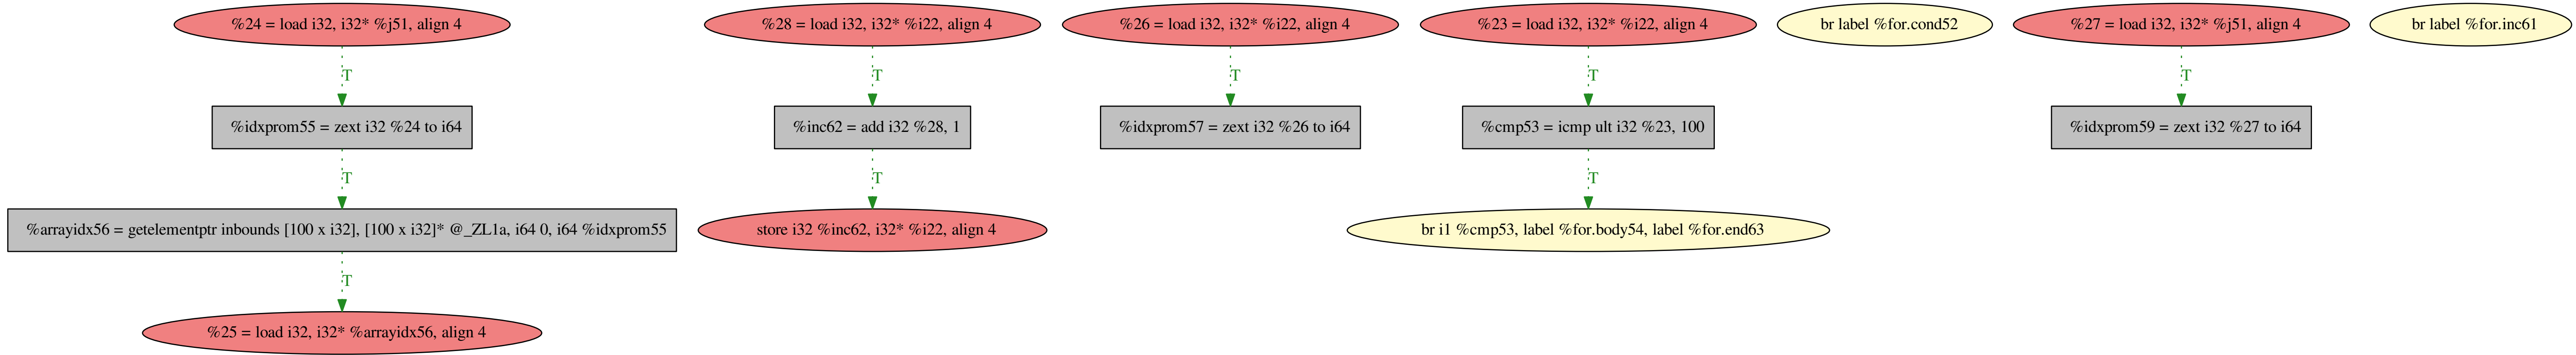 %24 = load i32, i32* %j51, align 4
%28 = load i32, i32* %i22, align 4
%26 = load i32, i32* %i22, align 4
%23 = load i32, i32* %i22, align 4
br label %for.cond52
%27 = load i32, i32* %j51, align 4
br label %for.inc61
T
T
T
T
T
%idxprom55 = zext i32 %24 to i64
%inc62 = add i32 %28, 1
%idxprom57 = zext i32 %26 to i64
%cmp53 = icmp ult i32 %23, 100
%idxprom59 = zext i32 %27 to i64
T
T
T
%arrayidx56 = getelementptr inbounds [100 x i32], [100 x i32]* @_ZL1a, i64 0, i64 %idxprom55
store i32 %inc62, i32* %i22, align 4
br i1 %cmp53, label %for.body54, label %for.end63
T
%25 = load i32, i32* %arrayidx56, align 4